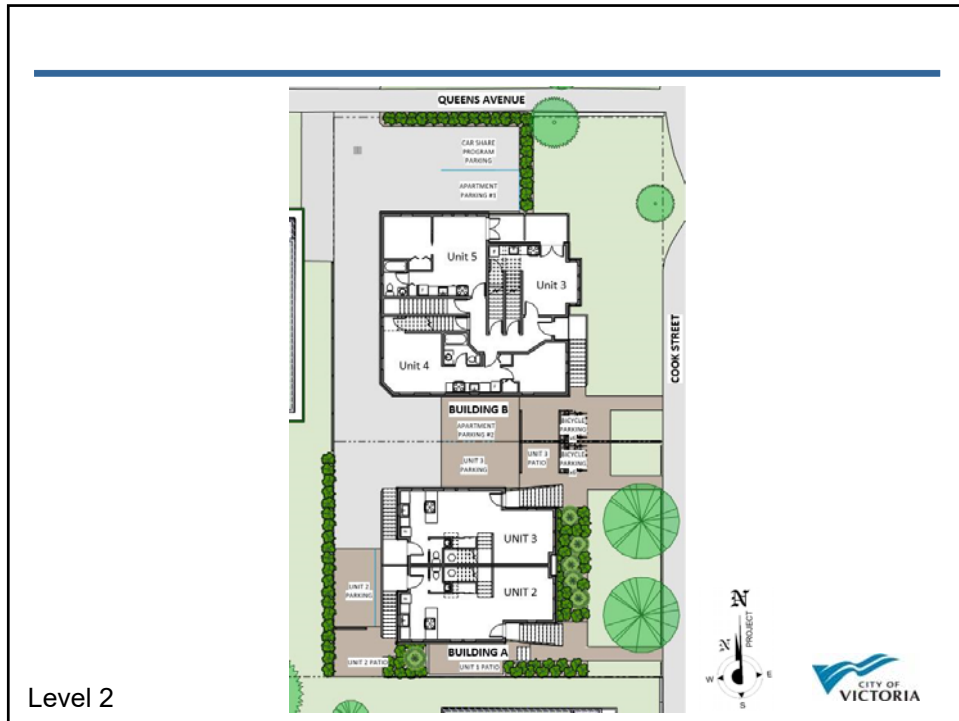 QUEENS AVENUE
CAR SHARE
PROGRAM
PARKING
APARTMENT
PARKING #1
Unit 5
Unit 3
Unit 4
COOK STREET
BUILDING B
APARTMENT
PARKING #2
BICYCLE
PARKING
UNIT 3
PARKING
UNIT 3
PATIO
BICYCLE
PARKING
UNIT 3
UNIT 2
UNIT 2
PARKING
BUILDING A
UNIT 2 PATIO
UNIT 1 PATIO
N
PROJECT
N
W
E
S
CITY OF
VICTORIA
Level 2